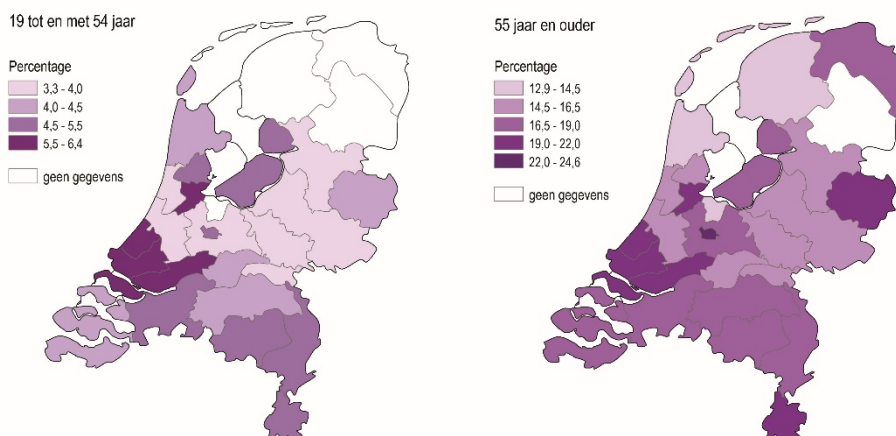 19 tot en met 54 jaar
Percentage
3,3 - 4,0
4,0 - 4,5
4,5 - 5,5
5,5 - 6,4
geen gegevens
55 jaar en ouder
Percentage
12,9 - 14,5
14,5 - 16,5
16,5 - 19,0
19,0 - 22,0
22,0 - 24,6
geen gegevens